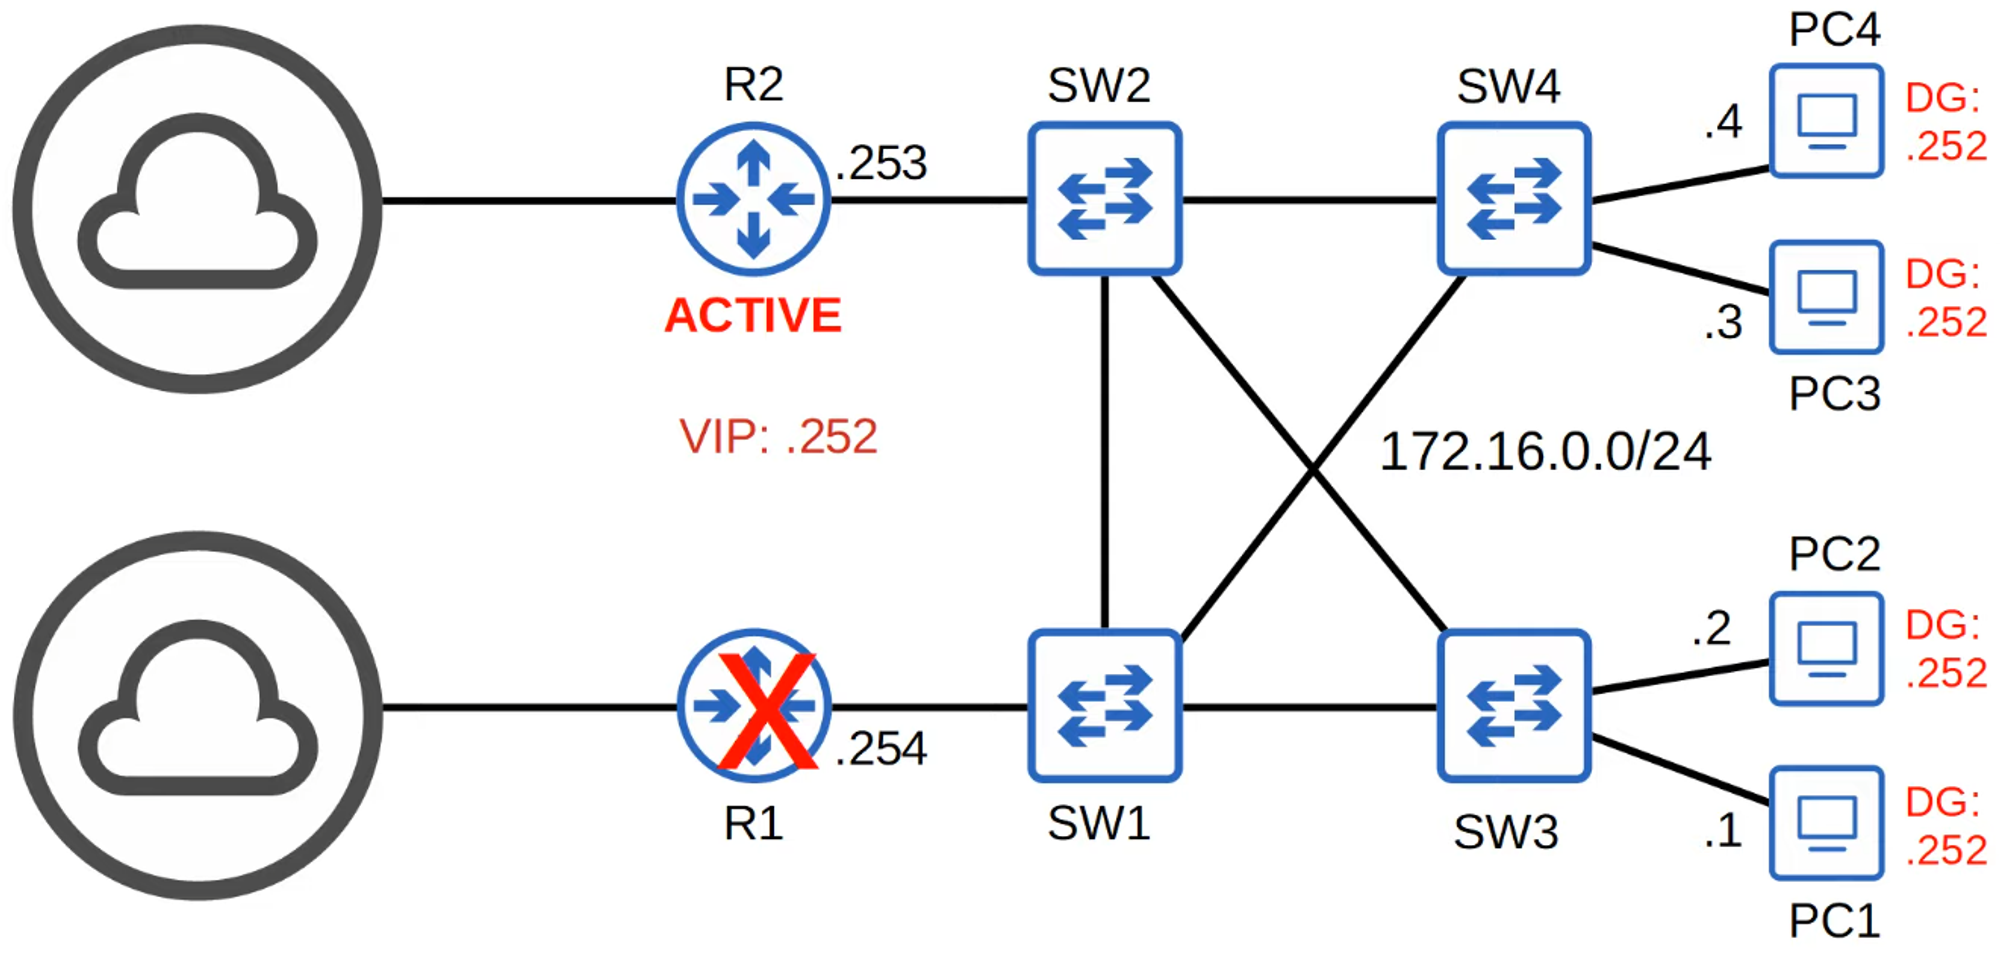 PC4
R2
SW2
SW4
DG:
.252
.4
.253
DG:
.252
ACTIVE
.3
PC3
VIP: .252
172.16.0.0/24
PC2
.2
DG:
.252
X
.254
R1
SW1
SW3
DG:
.252
.1
PC1